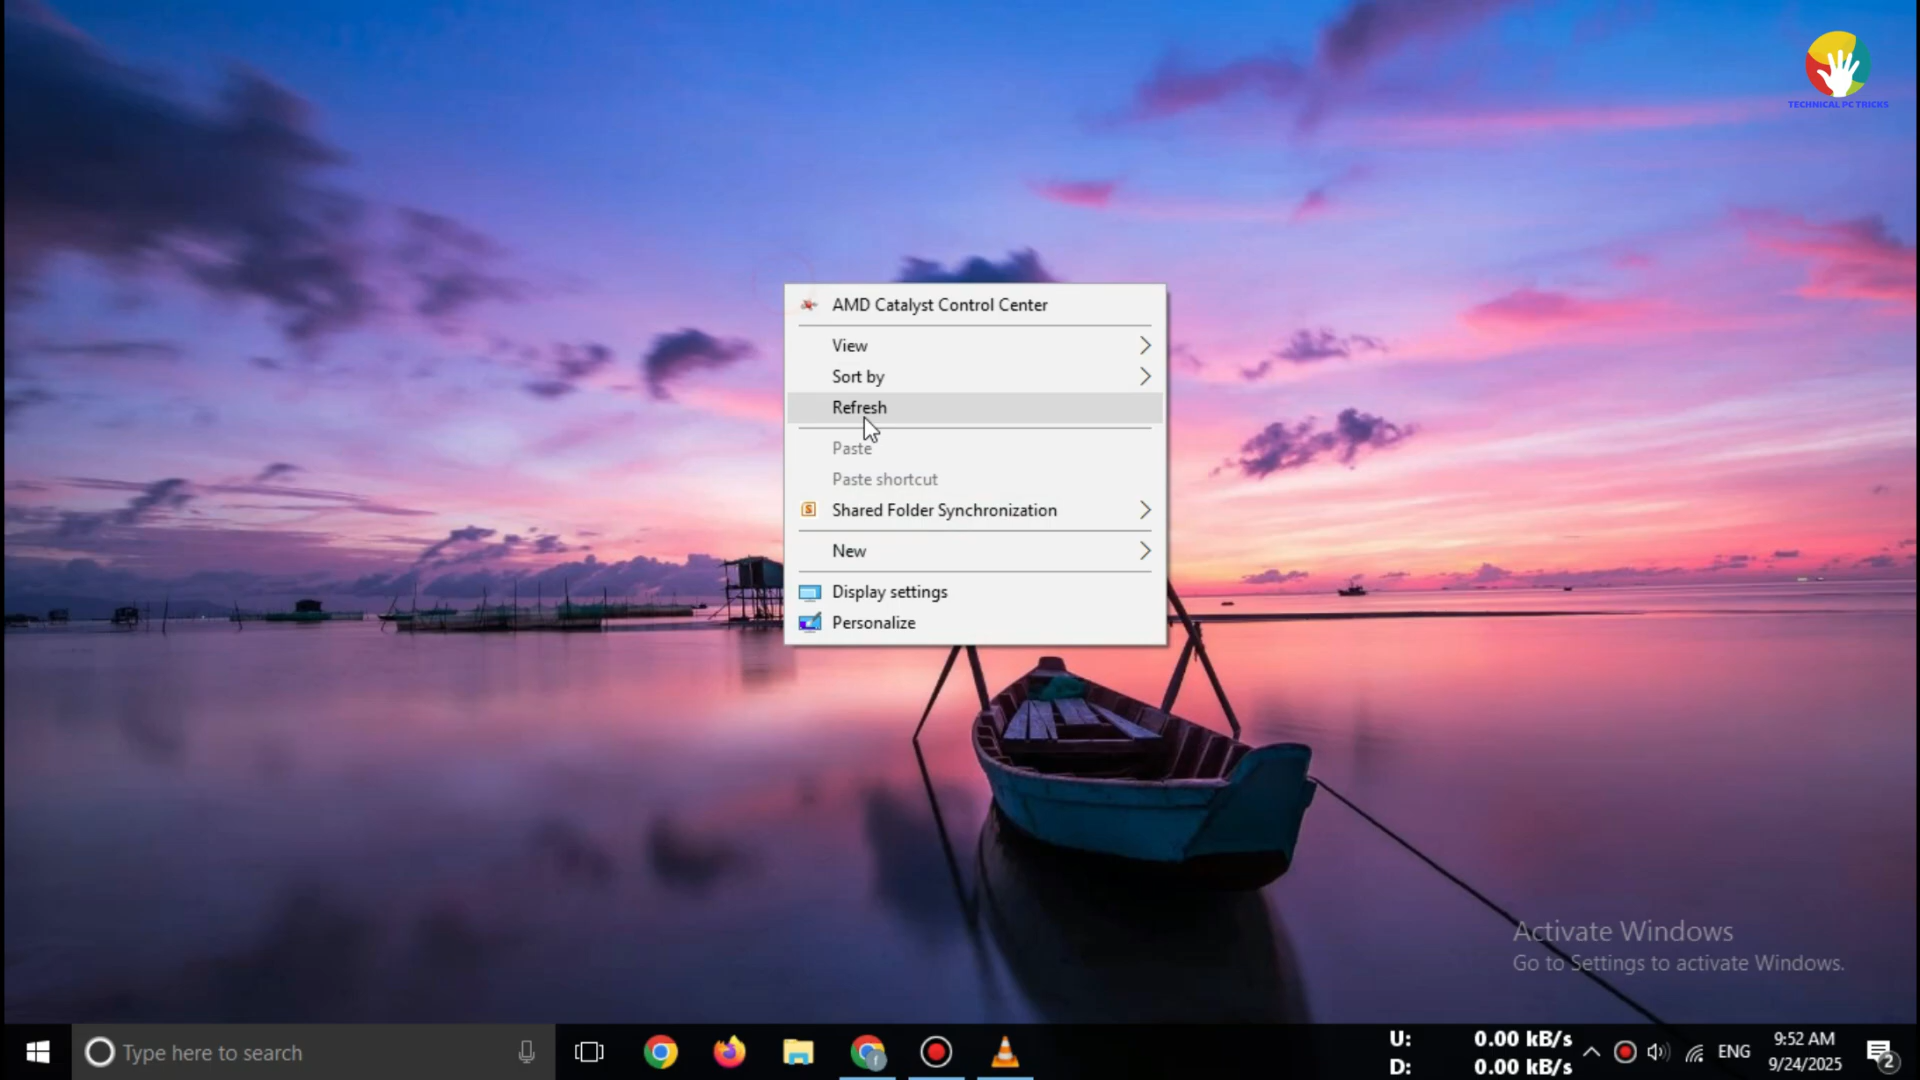 TECHNICAL PC TRICKS
AMD Catalyst Control Center
View
Sort by
Refresh
Paste
Paste shortcut
S
Shared Folder Synchronization
New
Display settings
Personalize
Activate Windows
Go to Settings to activate Windows.
Type here to search
f
U: 0.00 kB/s
D: 0.00 kB/s
ENG
9:52 AM
9/24/2025
2